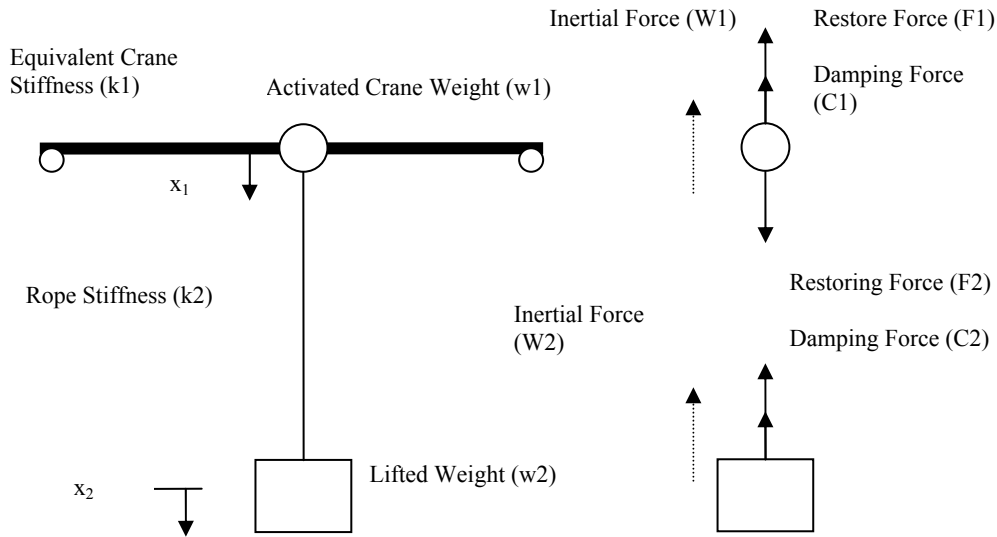 Equivalent Crane
Stiffness (k1)
Activated Crane Weight (w1)
x1
Rope Stiffness (k2)
x2
Lifted Weight (w2)
Inertial Force (W1)
Restore Force (F1)
Damping Force
(C1)
Restoring Force (F2)
Inertial Force
(W2)
Damping Force (C2)